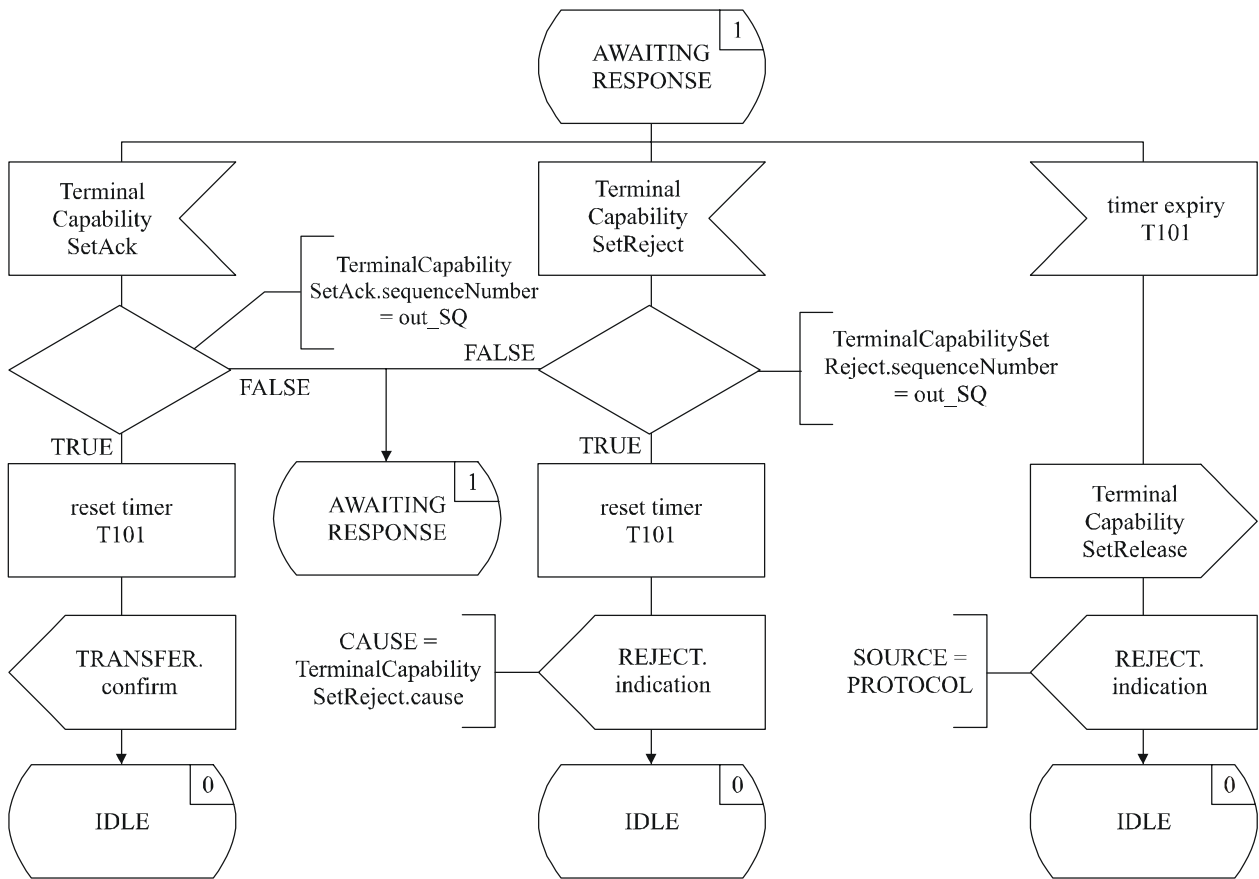 1
AWAITING
RESPONSE
Terminal
Capability
SetAck
Terminal
Capability
SetReject
timer expiry
T101
TerminalCapability
SetAck.sequenceNumber
= out_SQ
FALSE
FALSE
TerminalCapabilitySet
Reject.sequenceNumber
= out_SQ
TRUE
TRUE
reset timer
T101
1
AWAITING
RESPONSE
reset timer
T101
Terminal
Capability
SetRelease
TRANSFER.
confirm
CAUSE =
TerminalCapability
SetReject.cause
REJECT.
indication
SOURCE =
PROTOCOL
REJECT.
indication
0
IDLE
0
IDLE
0
IDLE